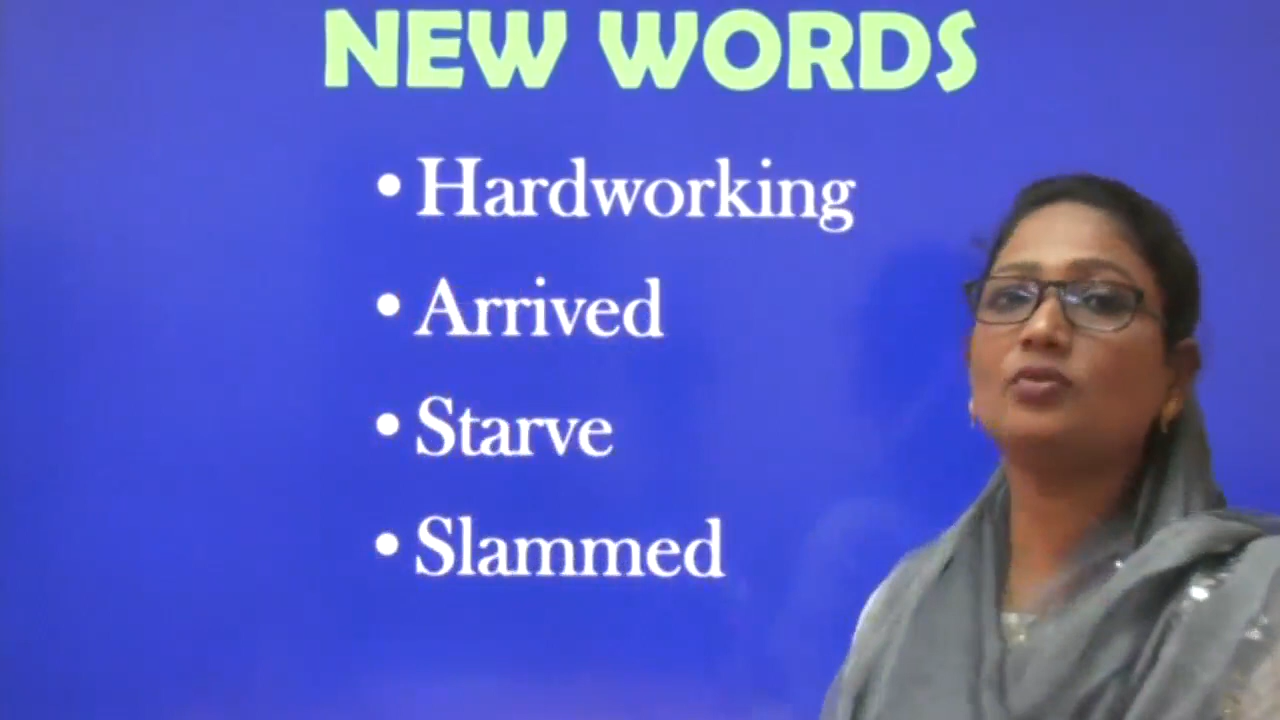 NEW WORDS
• Hardworking
• Arrived
• Starve
• Slammed